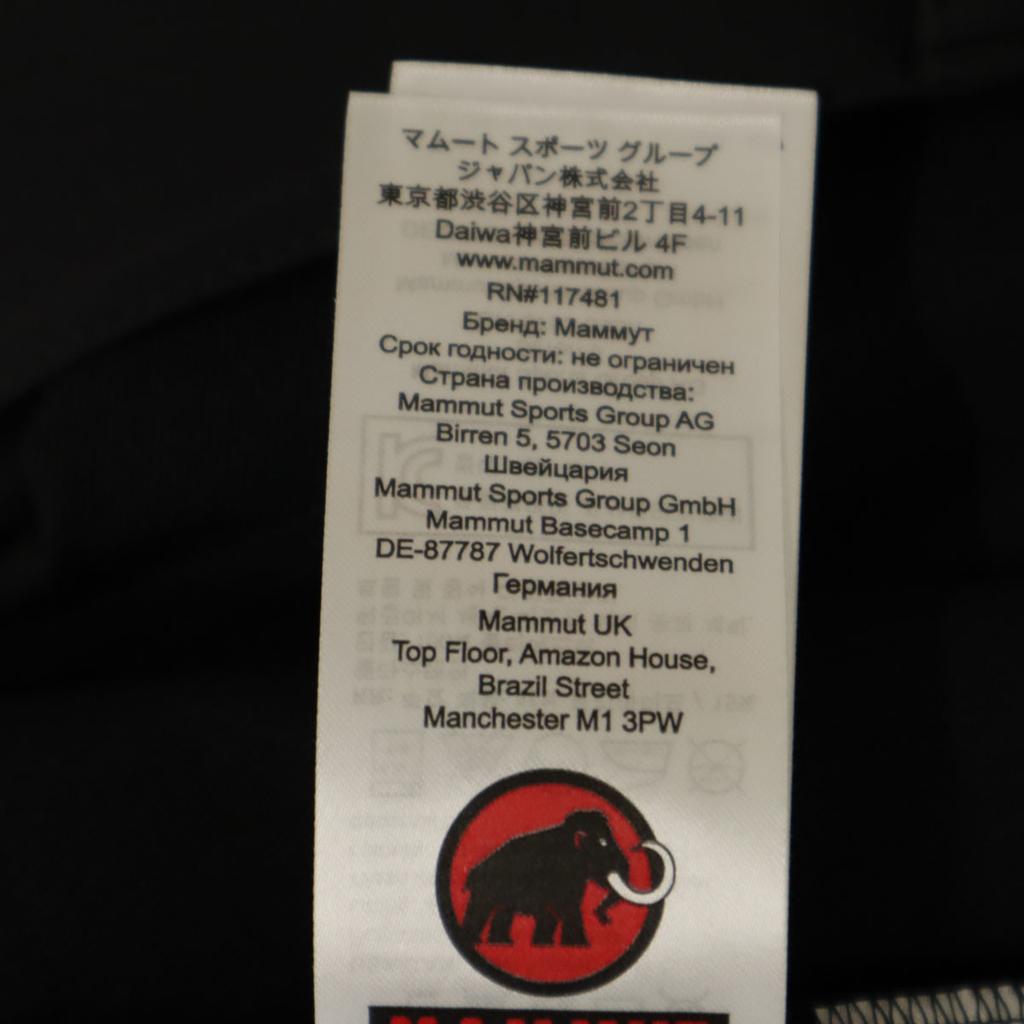 マムート スポーツ グループ
ジャパン株式会社
東京都渋谷区神宮前2丁目4-11
Daiwa神宮前ビル 4F
www.mammut.com
RN#117481
Бренд: Маммут
Срок годности: не ограничен
Страна производства:
Mammut Sports Group AG
Birren 5, 5703 Seon
Швейцария
Mammut Sports Group GmbH
Mammut Basecamp 1
DE-87787 Wolfertschwenden
Германия
Mammut UK
Top Floor, Amazon House,
Brazil Street
Manchester M1 3PW